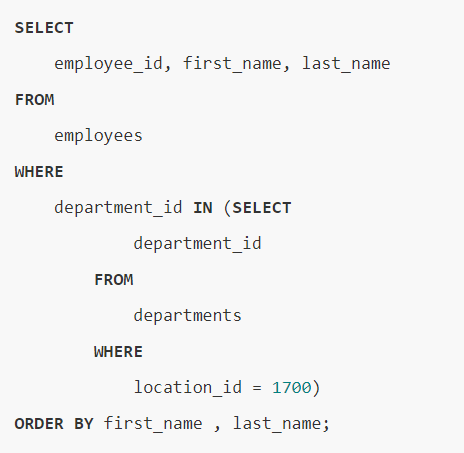 SELECT
employee_id, first_name, last_name
FROM
employees
WHERE
department_id IN (SELECT
department_id
FROM
departments
WHERE
location_id = 1700)
ORDER BY first_name , last_name;